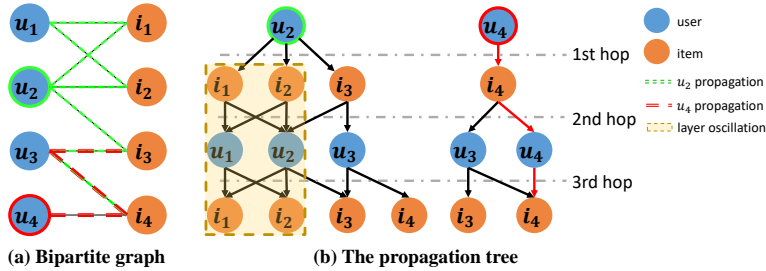 u1 i1
u2 i2
u3 i3
u4 i4
(a) Bipartite graph
u2 u4
1st hop
i1 i2 i3 i4
2nd hop
u1 u2 u3 u3 u4
3rd hop
i1 i2 i3 i4 i3 i4
(b) The propagation tree
user
item
u2 propagation
u4 propagation
layer oscillation